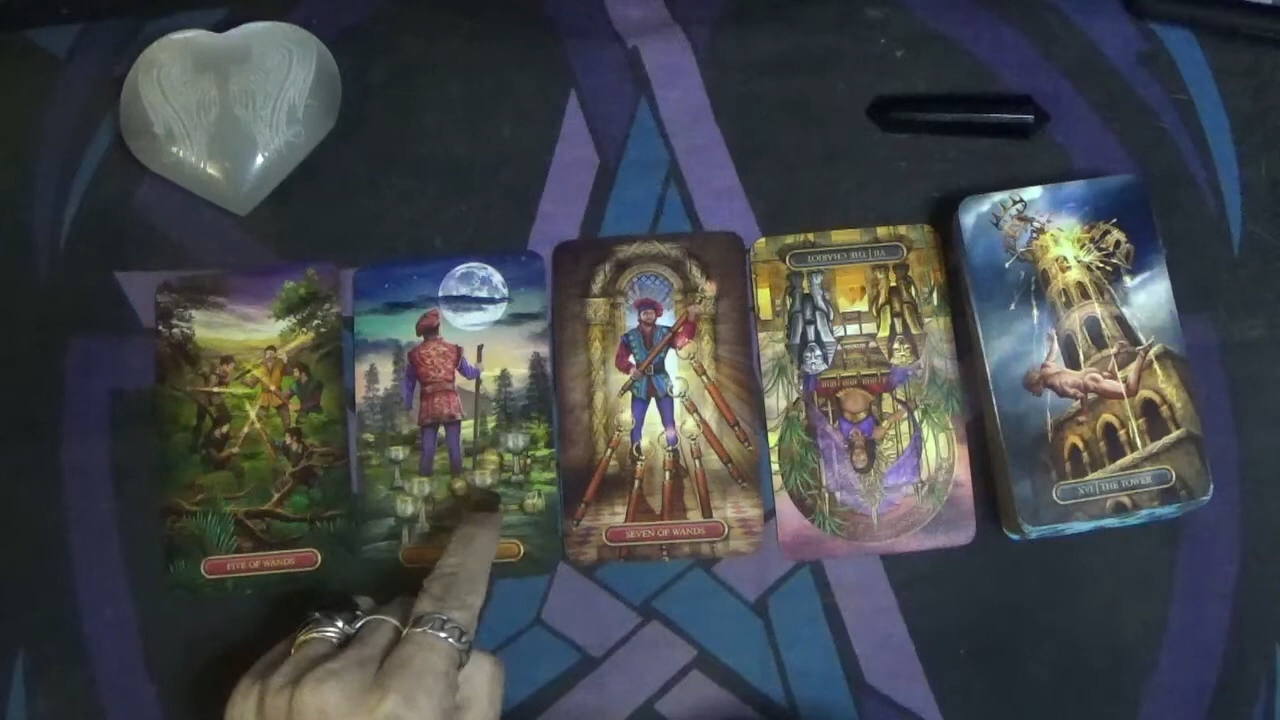 FIVE OF WANDS
SEVEN OF WANDS
VII | THE CHARIOT
XVI | THE TOWER